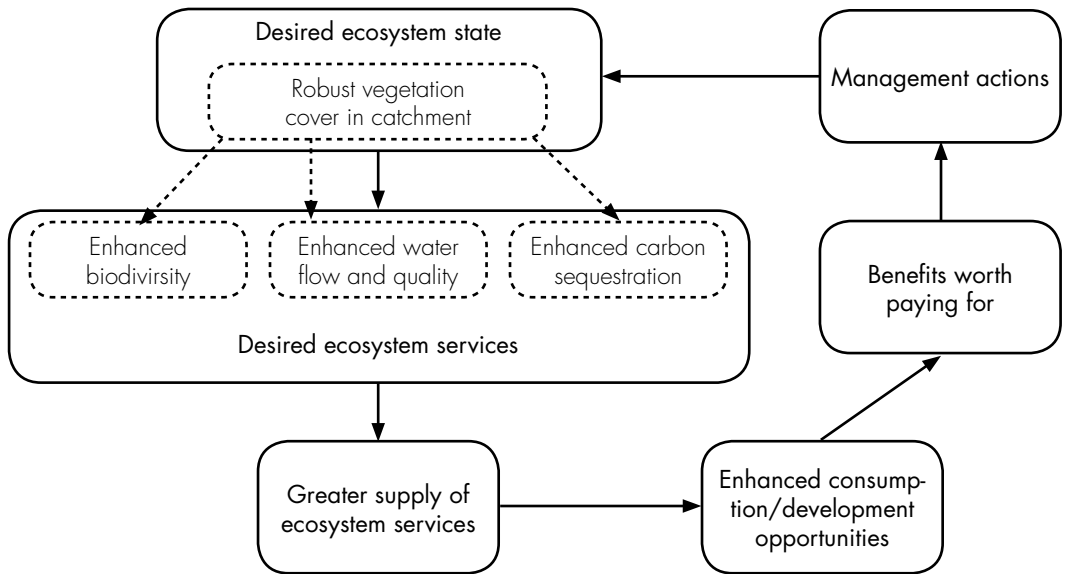 Desired ecosystem state
Robust vegetation
cover in catchment
Management actions
Enhanced
biodivirsity
Enhanced water
flow and quality
Enhanced carbon
sequestration
Desired ecosystem services
Benefits worth
paying for
Greater supply of
ecosystem services
Enhanced consump-
tion/development
opportunities